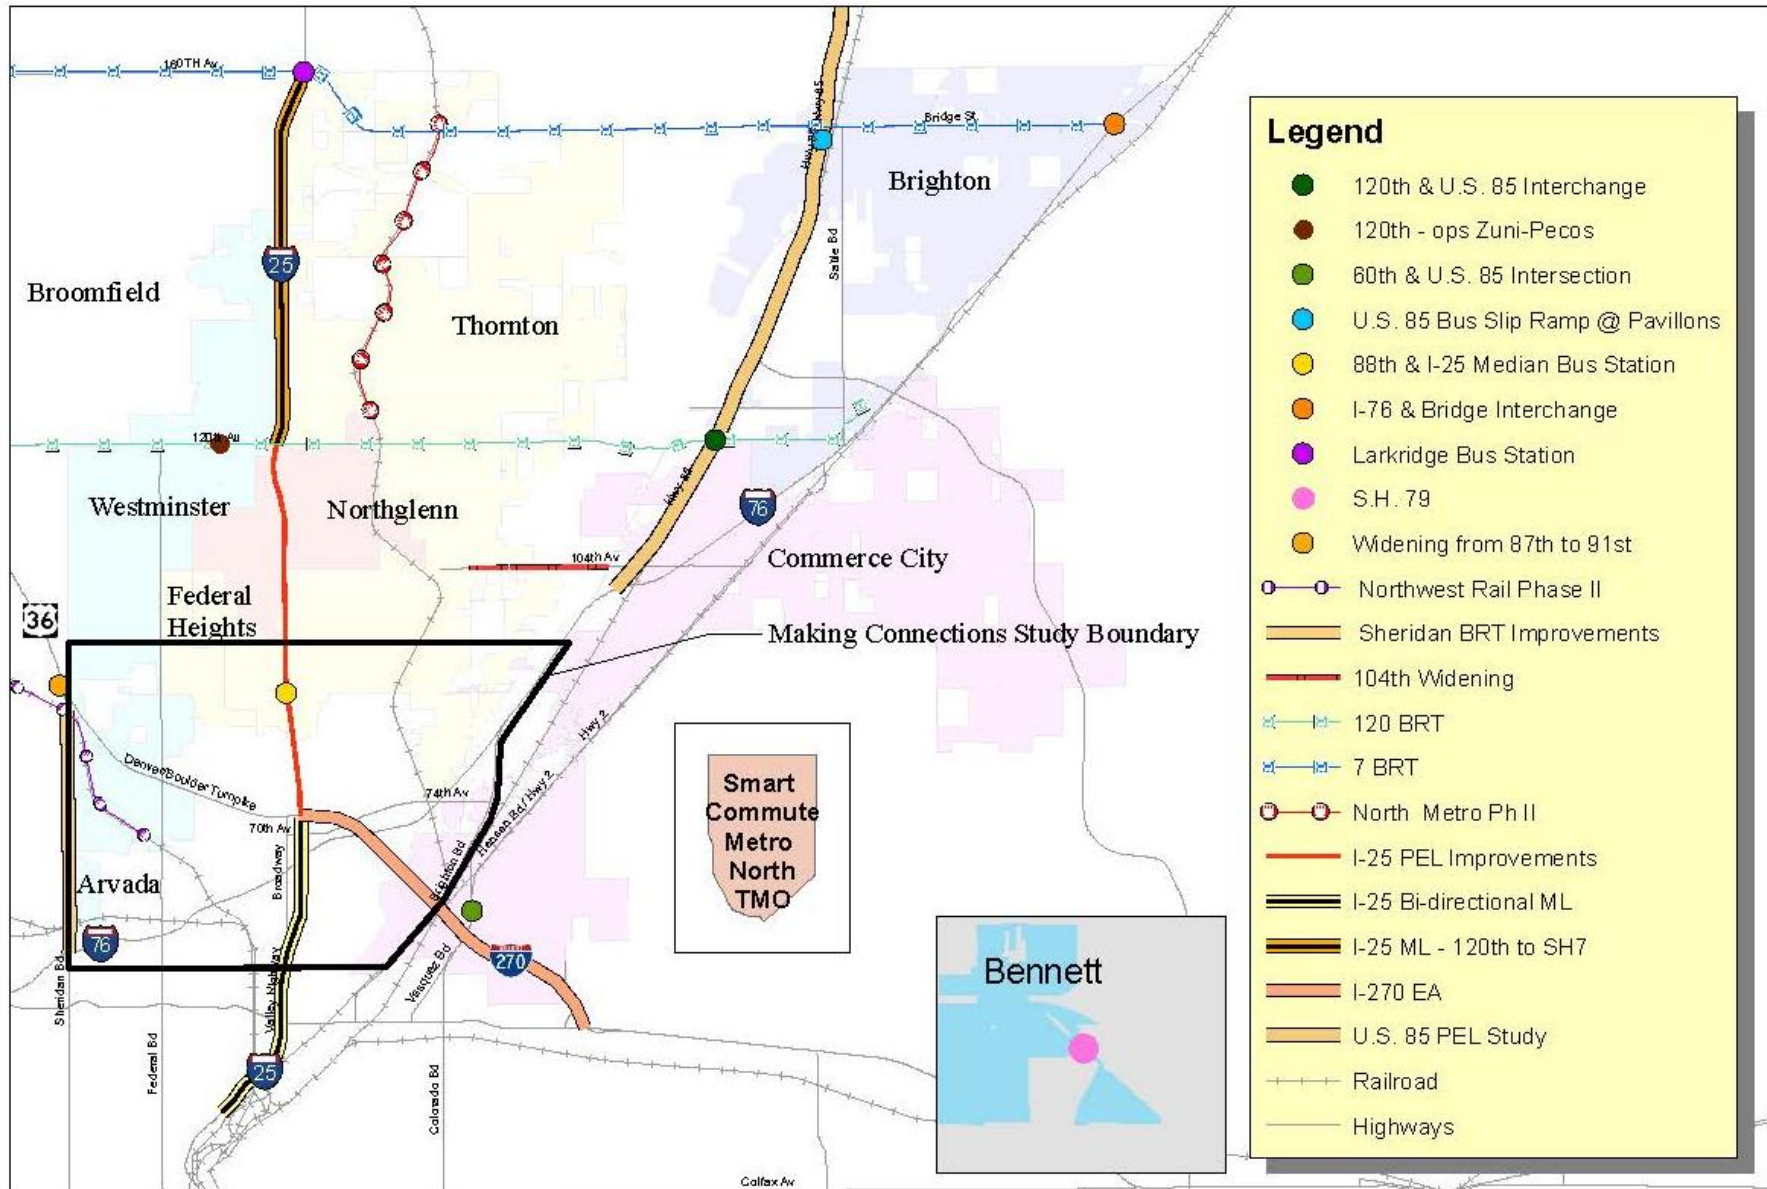 160TH Av
Hwy 85
Bridge St
Brighton
Sable Bd
25
Broomfield
Thornton
120th Av
Hwy 85
Westminster
Northglenn
76
104th Av
Commerce City
Federal
Heights
36
Making Connections Study Boundary
Hwy 2
Denver/Boulder Turnpike
74th Av
70th Av
Broadway
Brighton Bd
Arvada
76
270
Vasquez Bd
Sheridan Bd
Valley Highway
Federal Bd
25
Colorado Bd
Colfax Av
Smart
Commute
Metro
North
TMO
Bennett
Legend
120th & U.S. 85 Interchange
120th - ops Zuni-Pecos
60th & U.S. 85 Intersection
U.S. 85 Bus Slip Ramp @ Pavillons
88th & I-25 Median Bus Station
I-76 & Bridge Interchange
Larkridge Bus Station
S.H. 79
Widening from 87th to 91st
Northwest Rail Phase II
Sheridan BRT Improvements
104th Widening
120 BRT
7 BRT
North Metro Ph II
I-25 PEL Improvements
I-25 Bi-directional ML
I-25 ML - 120th to SH7
I-270 EA
U.S. 85 PEL Study
Railroad
Highways